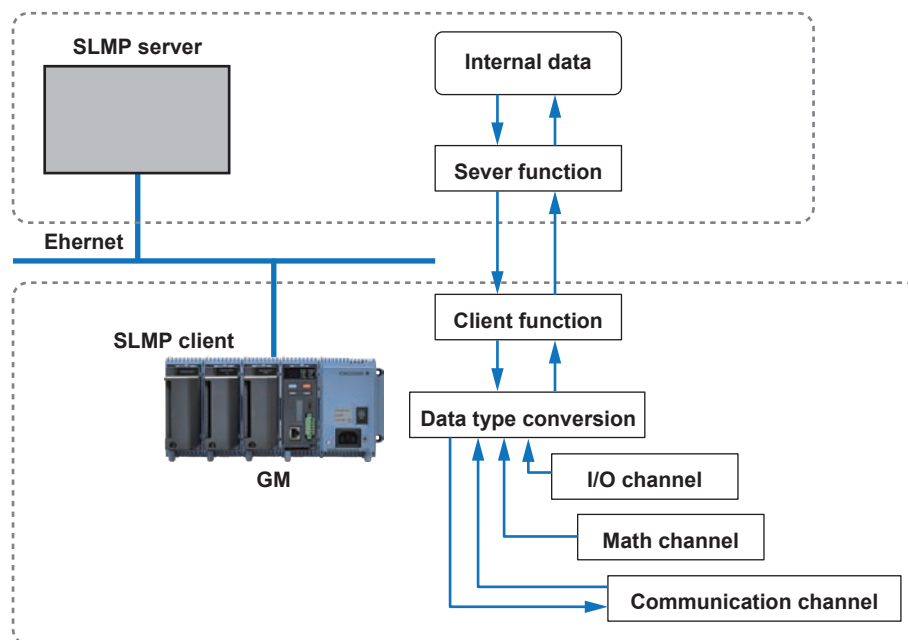 SLMP server
Internal data
Sever function
Ehernet
Client function
SLMP client
Data type conversion
GM
I/O channel
Math channel
Communication channel